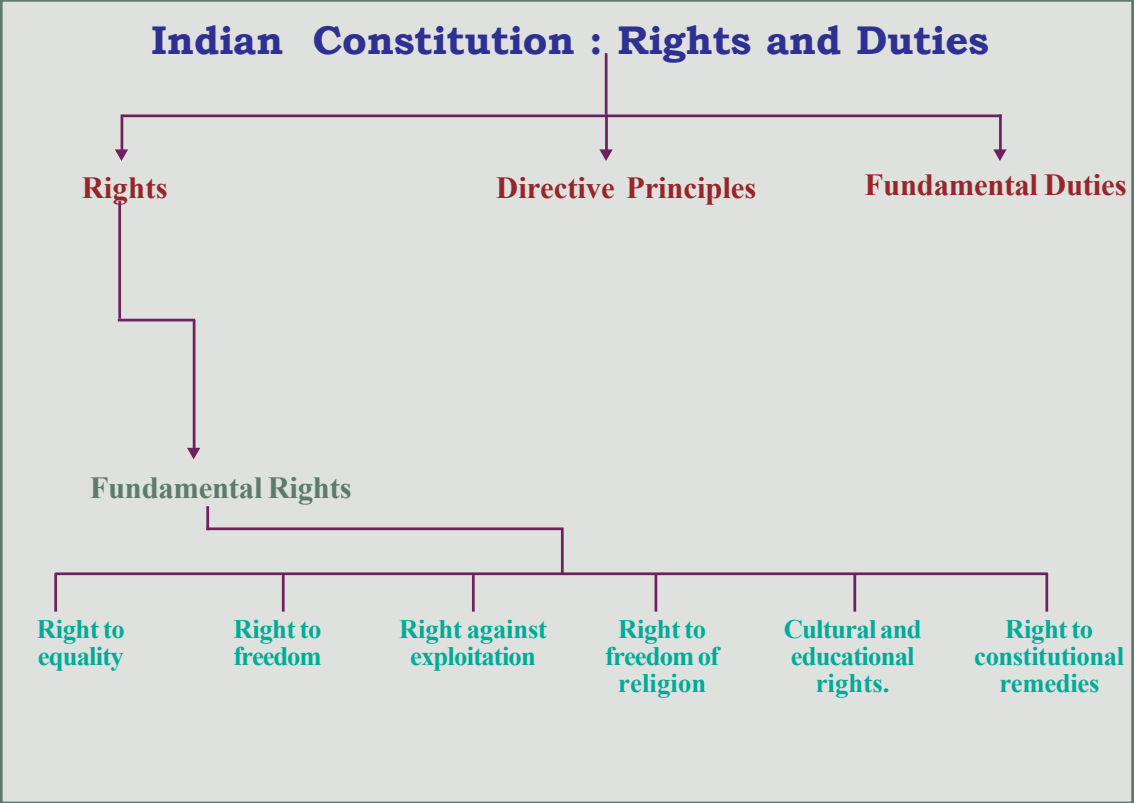 Indian Constitution : Rights and Duties
Rights
Directive Principles
Fundamental Duties
Fundamental Rights
Right to
equality
Right to
freedom
Right against
exploitation
Right to
freedom of
religion
Cultural and
educational
rights.
Right to
constitutional
remedies